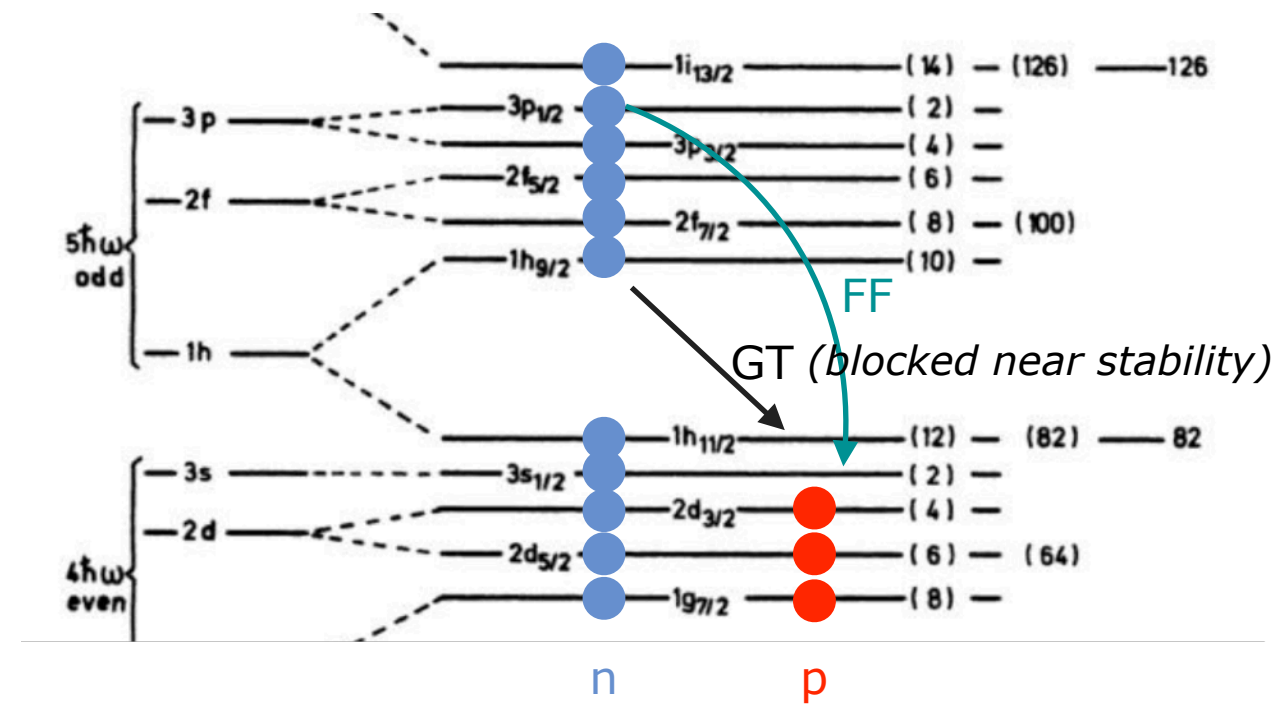 1i13/2 (14) (126) 126
3p 3p1/2 (2)
3p3/2 (4)
2f 2f5/2 (6)
2f7/2 (8) (100)
5ħω
odd
1h9/2 (10)
FF
1h GT (blocked near stability)
1h11/2 (12) (82) 82
3s 3s1/2 (2)
2d3/2 (4)
2d 2d5/2 (6) (64)
4ħω
even 1g7/2 (8)
n p